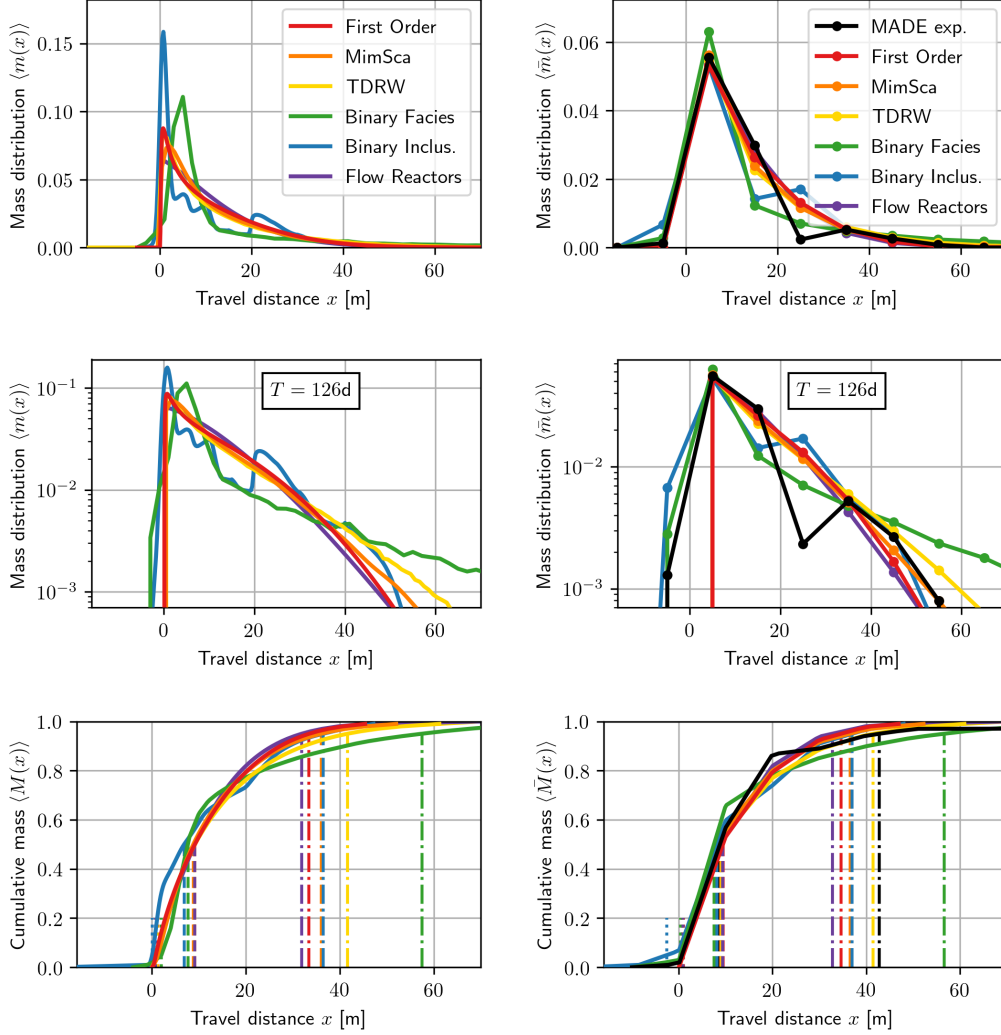 Mass distribution ⟨m(x)⟩
0.15
0.10
0.05
0.00
First Order
MimSca
TDRW
Binary Facies
Binary Inclus.
Flow Reactors
0 20 40 60
Travel distance x [m]
Mass distribution ⟨m̄(x)⟩
0.06
0.04
0.02
0.00
MADE exp.
First Order
MimSca
TDRW
Binary Facies
Binary Inclus.
Flow Reactors
0 20 40 60
Travel distance x [m]
Mass distribution ⟨m(x)⟩
10⁻¹
10⁻²
10⁻³
T = 126d
0 20 40 60
Travel distance x [m]
Mass distribution ⟨m̄(x)⟩
10⁻²
10⁻³
T = 126d
0 20 40 60
Travel distance x [m]
Cumulative mass ⟨M(x)⟩
1.0
0.8
0.6
0.4
0.2
0.0
0 20 40 60
Travel distance x [m]
Cumulative mass ⟨M̄(x)⟩
1.0
0.8
0.6
0.4
0.2
0.0
0 20 40 60
Travel distance x [m]